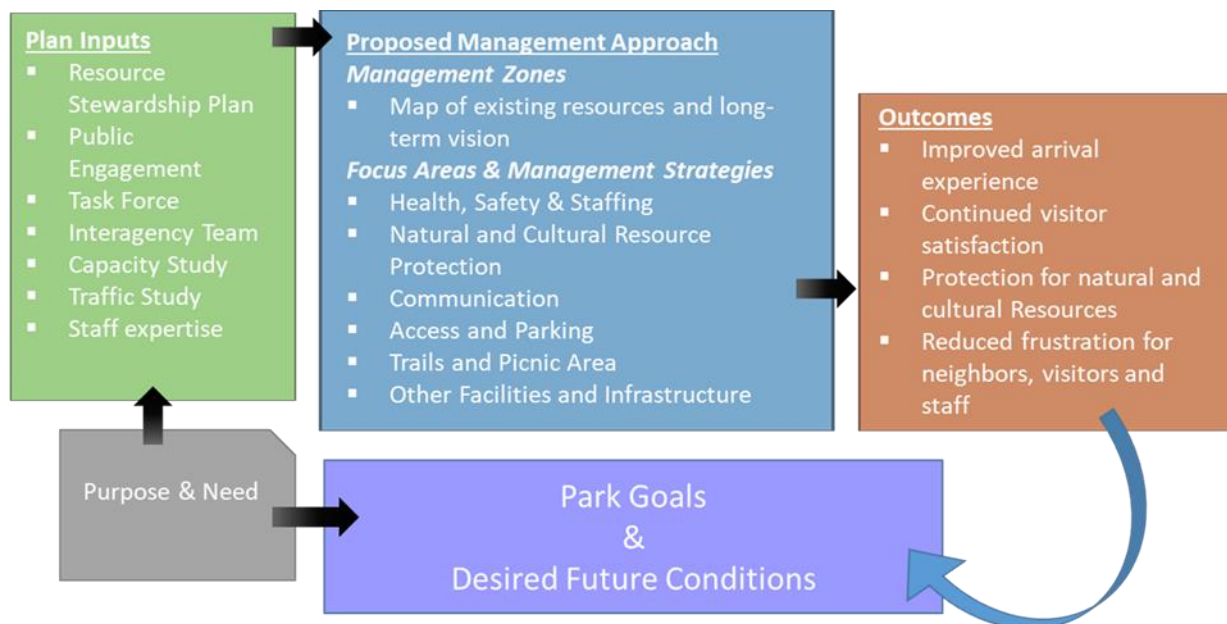 Plan Inputs
▪ Resource
Stewardship Plan
▪ Public
Engagement
▪ Task Force
▪ Interagency Team
▪ Capacity Study
▪ Traffic Study
▪ Staff expertise
Proposed Management Approach
Management Zones
▪ Map of existing resources and long-
term vision
Focus Areas & Management Strategies
▪ Health, Safety & Staffing
▪ Natural and Cultural Resource
Protection
▪ Communication
▪ Access and Parking
▪ Trails and Picnic Area
▪ Other Facilities and Infrastructure
Outcomes
▪ Improved arrival
experience
▪ Continued visitor
satisfaction
▪ Protection for natural and
cultural Resources
▪ Reduced frustration for
neighbors, visitors and
staff
Purpose & Need
Park Goals
&
Desired Future Conditions